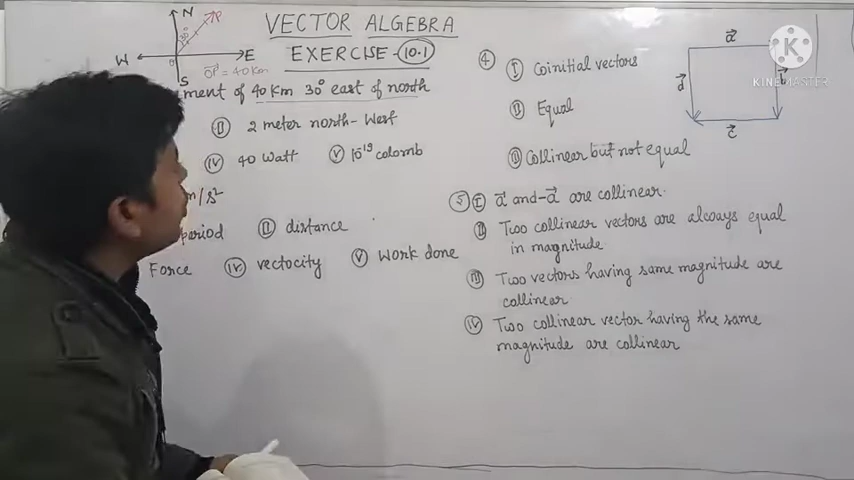 VECTOR ALGEBRA
EXERCISE-10.1
N
P
30°
W
E
O
S
OP = 40 Km
ment of 40 Km 30° east of north
II 2 meter north-West
IV 40 Watt V 10^-19 colomb
m/s²
period II distance
Force IV vectocity V Work done
4 I Coinitial vectors
II Equal
III Collinear but not equal
a
b
c
d
K
KINEMASTER
5 I a and -a are collinear.
II Two collinear vectors are always equal
in magnitude
III Two vectors having same magnitude are
collinear
IV Two collinear vector having the same
magnitude are collinear